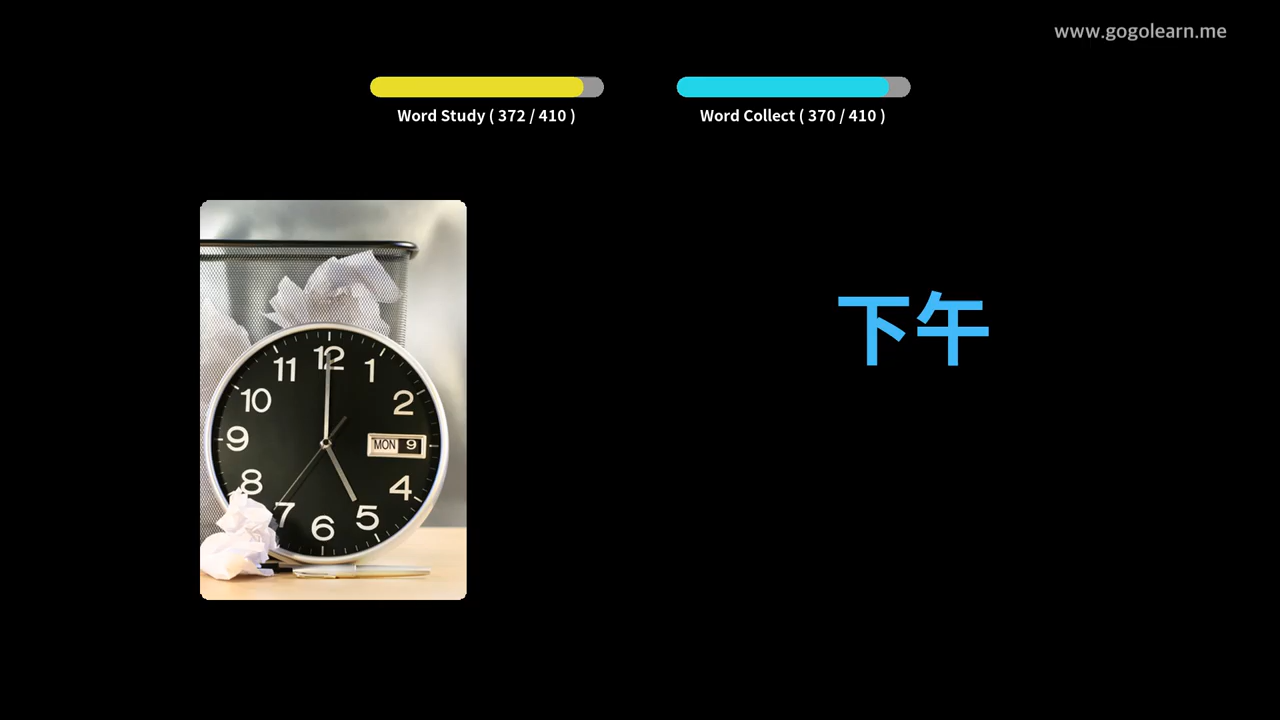 www.gogolearn.me
Word Study ( 372 / 410 )
Word Collect ( 370 / 410 )
下午
12
11
1
10
2
9
MON 9
8
4
7
5
6